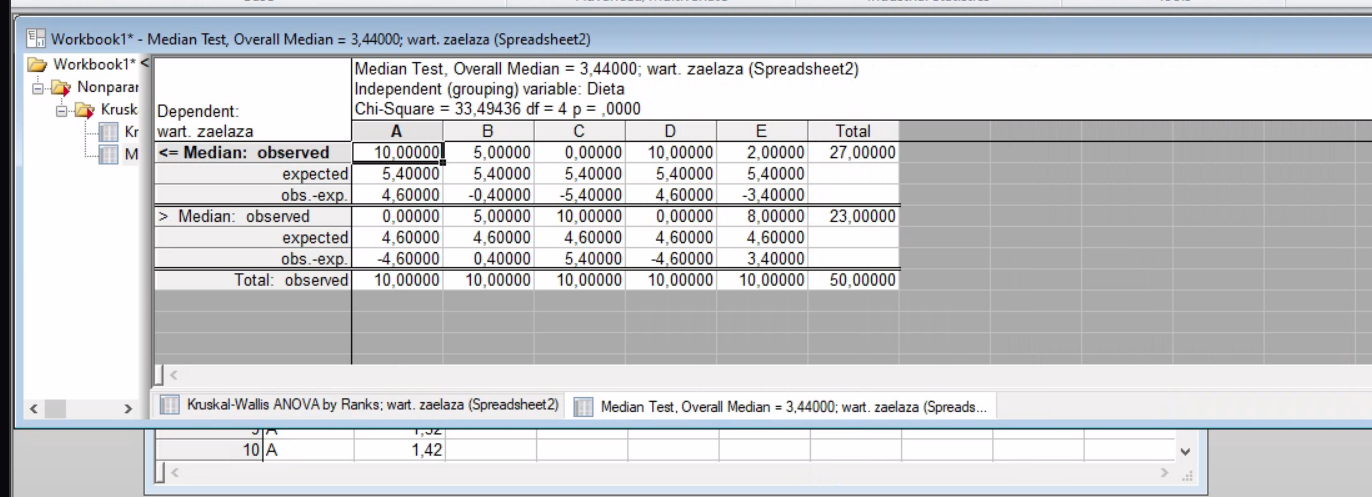 Workbook1* - Median Test, Overall Median = 3,44000; wart. zaelaza (Spreadsheet2)
Workbook1*
Nonparar
Krusk
Kr
M
Median Test, Overall Median = 3,44000; wart. zaelaza (Spreadsheet2)
Independent (grouping) variable: Dieta
Chi-Square = 33,49436 df = 4 p = ,0000
Dependent:
wart. zaelaza A B C D E Total
<= Median: observed 10,00000 5,00000 0,00000 10,00000 2,00000 27,00000
expected 5,40000 5,40000 5,40000 5,40000 5,40000
obs.-exp. 4,60000 -0,40000 -5,40000 4,60000 -3,40000
> Median: observed 0,00000 5,00000 10,00000 0,00000 8,00000 23,00000
expected 4,60000 4,60000 4,60000 4,60000 4,60000
obs.-exp. -4,60000 0,40000 5,40000 -4,60000 3,40000
Total: observed 10,00000 10,00000 10,00000 10,00000 10,00000 50,00000
Kruskal-Wallis ANOVA by Ranks; wart. zaelaza (Spreadsheet2)
Median Test, Overall Median = 3,44000; wart. zaelaza (Spreads...
10 A 1,42